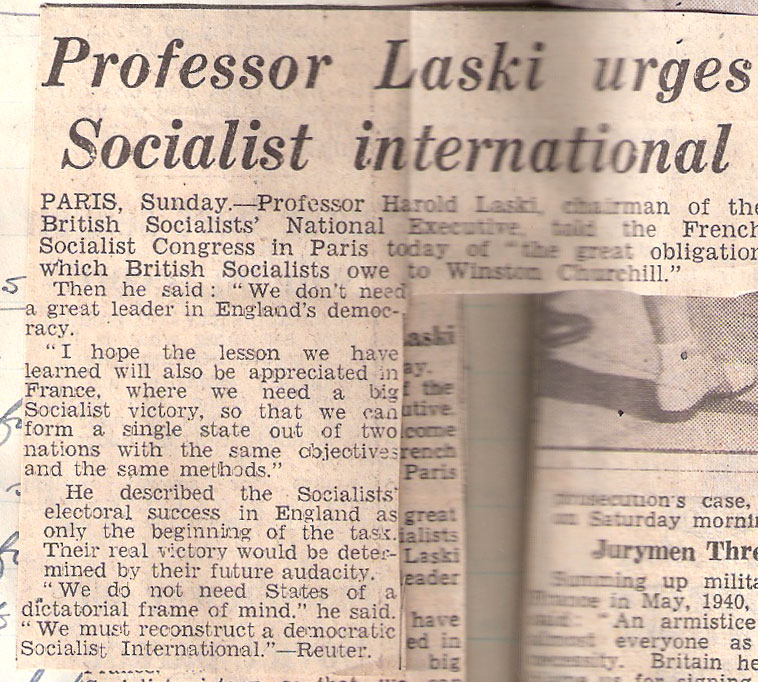 Professor Laski urges
Socialist international
PARIS, Sunday.—Professor Harold Laski, chairman of the
British Socialists' National Executive, told the French
Socialist Congress in Paris today of "the great obligation
which British Socialists owe to Winston Churchill."
Then he said: "We don't need
a great leader in England's democ-
racy.
"I hope the lesson we have
learned will also be appreciated in
France, where we need a big
Socialist victory, so that we can
form a single state out of two
nations with the same objectives
and the same methods."
He described the Socialists'
electoral success in England as
only the beginning of the task.
Their real victory would be deter-
mined by their future audacity.
"We do not need States of a
dictatorial frame of mind." he said.
"We must reconstruct a democratic
Socialist International."—Reuter.
aski
ay.
f the
utive.
come
rench
Paris
great
ialists
Laski
eader
have
ed in
big
prosecution's case,
on Saturday mornin
Jurymen Thre
Summing up milita
France in May, 1940,
said: "An armistice
almost everyone as
necessity. Britain he